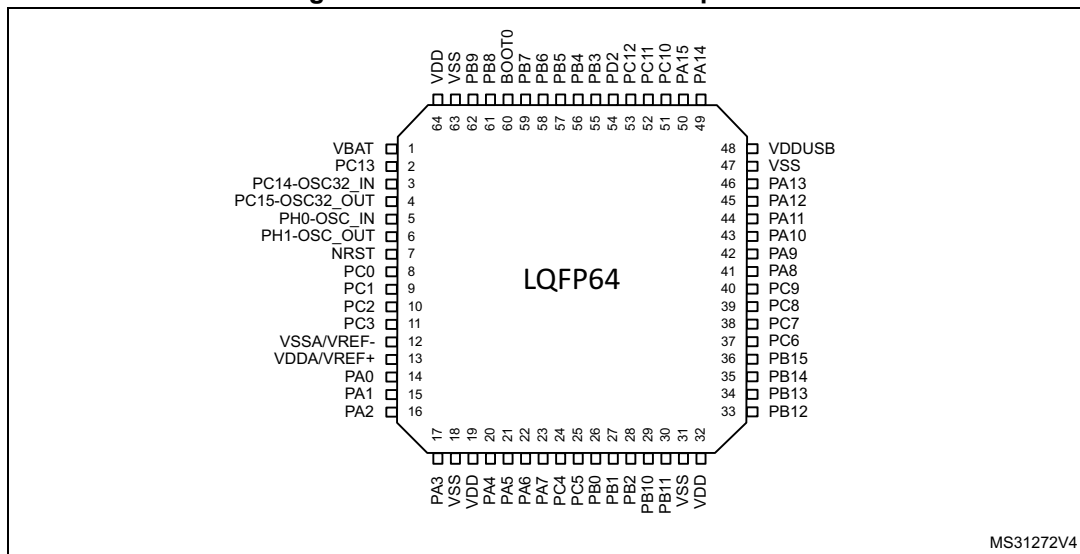 VDD VSS PB9 PB8 BOOT0 PB7 PB6 PB5 PB4 PB3 PD2 PC12 PC11 PC10 PA15 PA14
64 63 62 61 60 59 58 57 56 55 54 53 52 51 50 49
VBAT 1 48 VDDUSB
PC13 2 47 VSS
PC14-OSC32_IN 3 46 PA13
PC15-OSC32_OUT 4 45 PA12
PH0-OSC_IN 5 44 PA11
PH1-OSC_OUT 6 43 PA10
NRST 7 42 PA9
PC0 8 41 PA8
LQFP64
PC1 9 40 PC9
PC2 10 39 PC8
PC3 11 38 PC7
VSSA/VREF- 12 37 PC6
VDDA/VREF+ 13 36 PB15
PA0 14 35 PB14
PA1 15 34 PB13
PA2 16 33 PB12
17 18 19 20 21 22 23 24 25 26 27 28 29 30 31 32
PA3 VSS VDD PA4 PA5 PA6 PA7 PC4 PC5 PB0 PB1 PB2 PB10 PB11 VSS VDD
MS31272V4